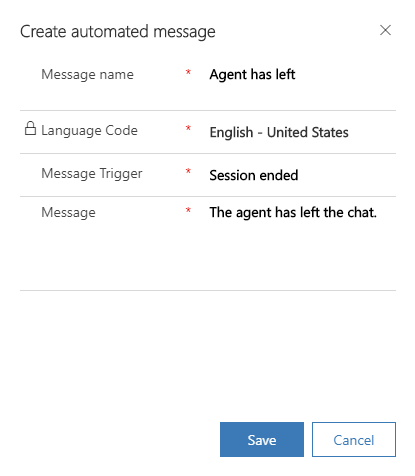 Create automated message
Message name * Agent has left
Language Code * English - United States
Message Trigger * Session ended
Message * The agent has left the chat.
Save Cancel